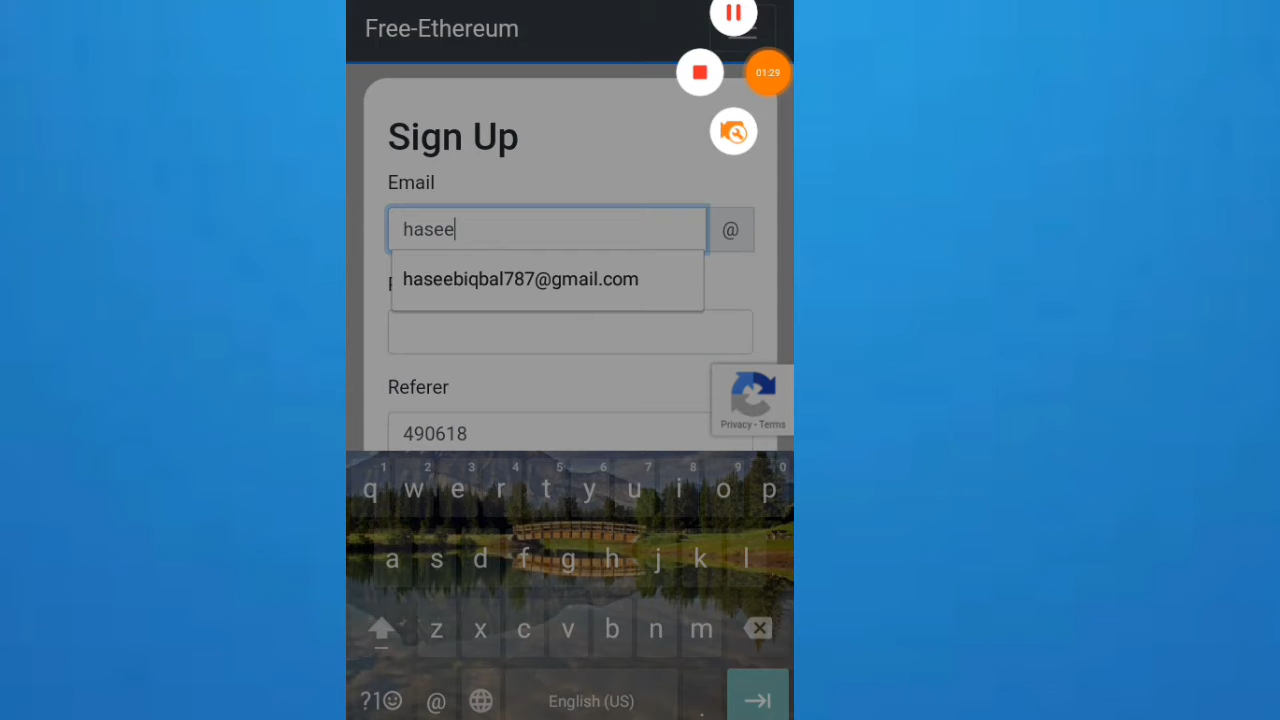 Free-Ethereum
01:29
Sign Up
Email
hasee
@
haseebiqbal787@gmail.com
Referer
Privacy - Terms
490618
1 2 3 4 5 6 7 8 9 0
q w e r t y u i o p
a s d f g h j k l
z x c v b n m
?1☺ @ English (US) .